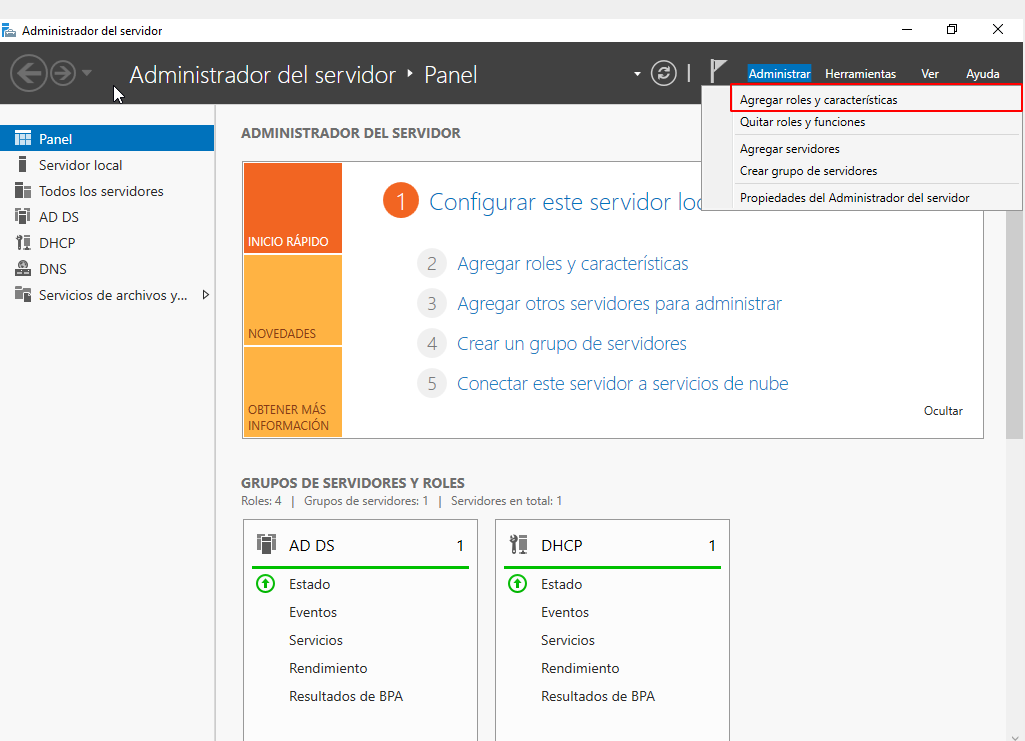 Administrador del servidor
Administrador del servidor ‣ Panel
Administrar Herramientas Ver Ayuda
Agregar roles y características
Quitar roles y funciones
Agregar servidores
Crear grupo de servidores
Propiedades del Administrador del servidor
Panel
Servidor local
Todos los servidores
AD DS
DHCP
DNS
Servicios de archivos y...
ADMINISTRADOR DEL SERVIDOR
INICIO RÁPIDO
NOVEDADES
OBTENER MÁS
INFORMACIÓN
1 Configurar este servidor loc
2 Agregar roles y características
3 Agregar otros servidores para administrar
4 Crear un grupo de servidores
5 Conectar este servidor a servicios de nube
Ocultar
GRUPOS DE SERVIDORES Y ROLES
Roles: 4 | Grupos de servidores: 1 | Servidores en total: 1
AD DS 1
Estado
Eventos
Servicios
Rendimiento
Resultados de BPA
DHCP 1
Estado
Eventos
Servicios
Rendimiento
Resultados de BPA